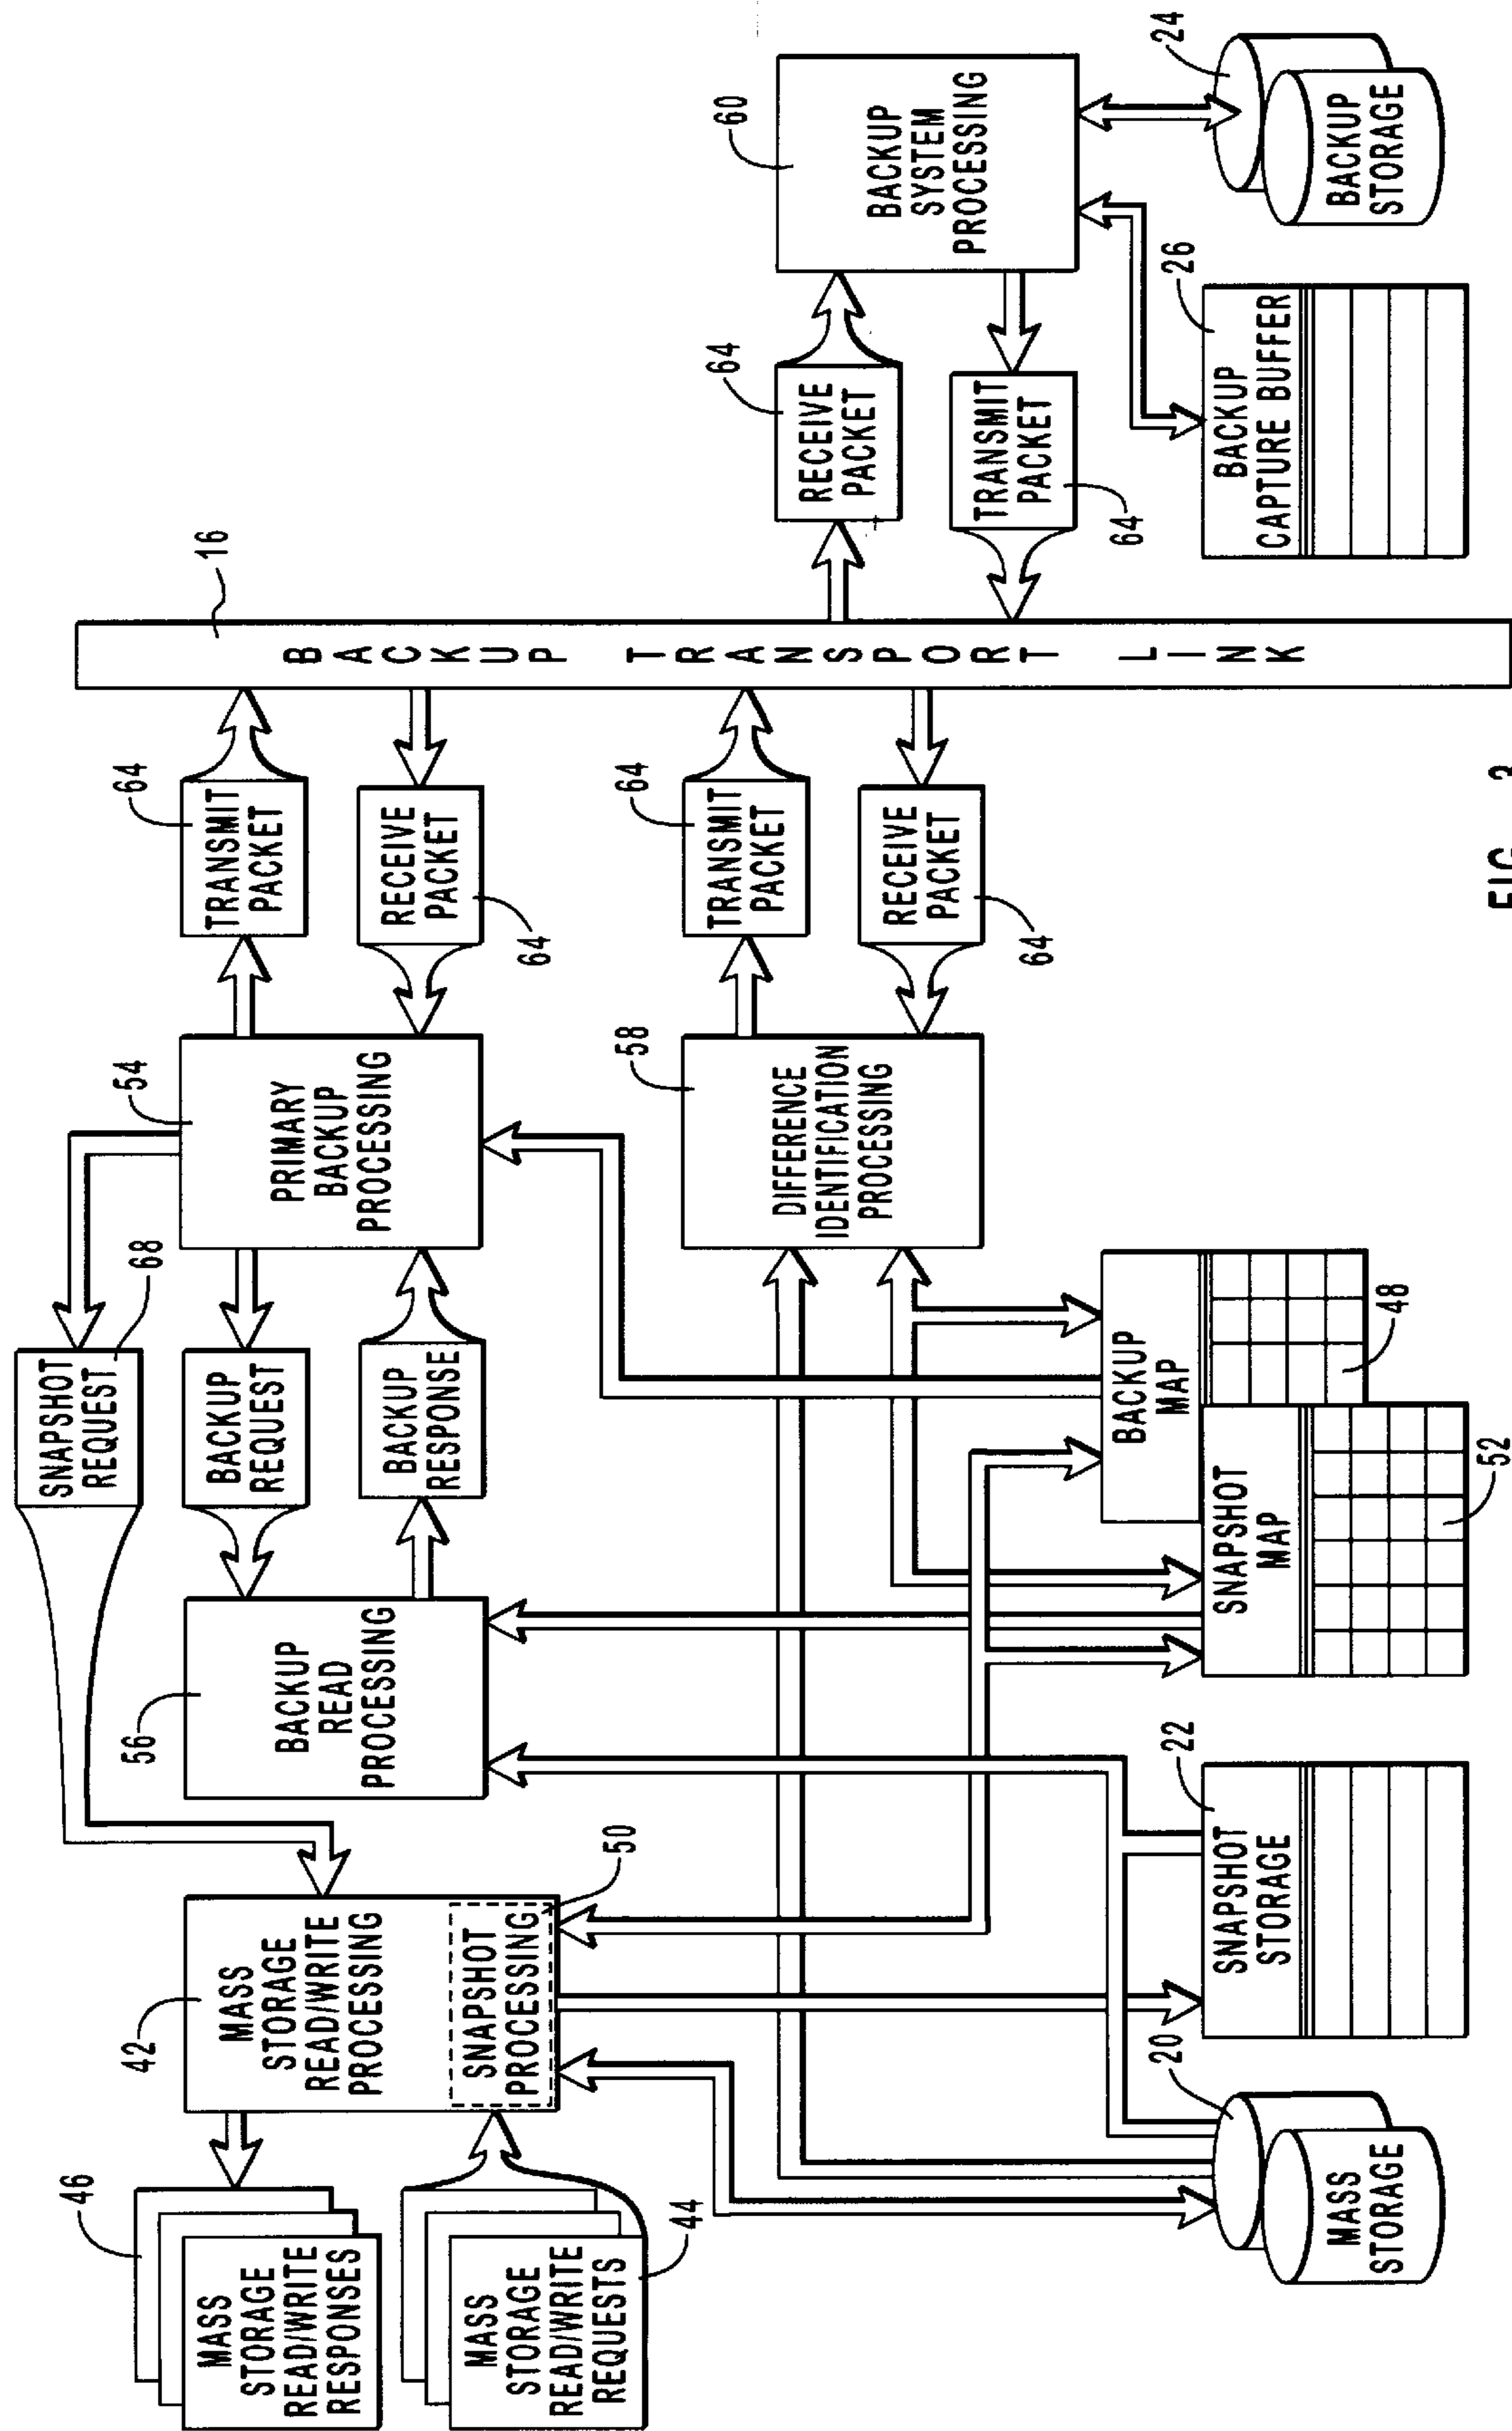 46
MASS
STORAGE
READ/WRITE
RESPONSES
MASS
STORAGE
READ/WRITE
REQUESTS
44
42
MASS
STORAGE
READ/WRITE
PROCESSING
SNAPSHOT
PROCESSING
50
56
BACKUP
READ
PROCESSING
SNAPSHOT
REQUEST
68
BACKUP
REQUEST
BACKUP
RESPONSE
54
PRIMARY
BACKUP
PROCESSING
64
TRANSMIT
PACKET
RECEIVE
PACKET
64
58
DIFFERENCE
IDENTIFICATION
PROCESSING
64
TRANSMIT
PACKET
RECEIVE
PACKET
64
16
BACKUP TRANSPORT LINK
64
RECEIVE
PACKET
TRANSMIT
PACKET
64
60
BACKUP
SYSTEM
PROCESSING
20
MASS
STORAGE
22
SNAPSHOT
STORAGE
SNAPSHOT
MAP
52
BACKUP
MAP
48
26
BACKUP
CAPTURE BUFFER
24
BACKUP
STORAGE
FIG. 3